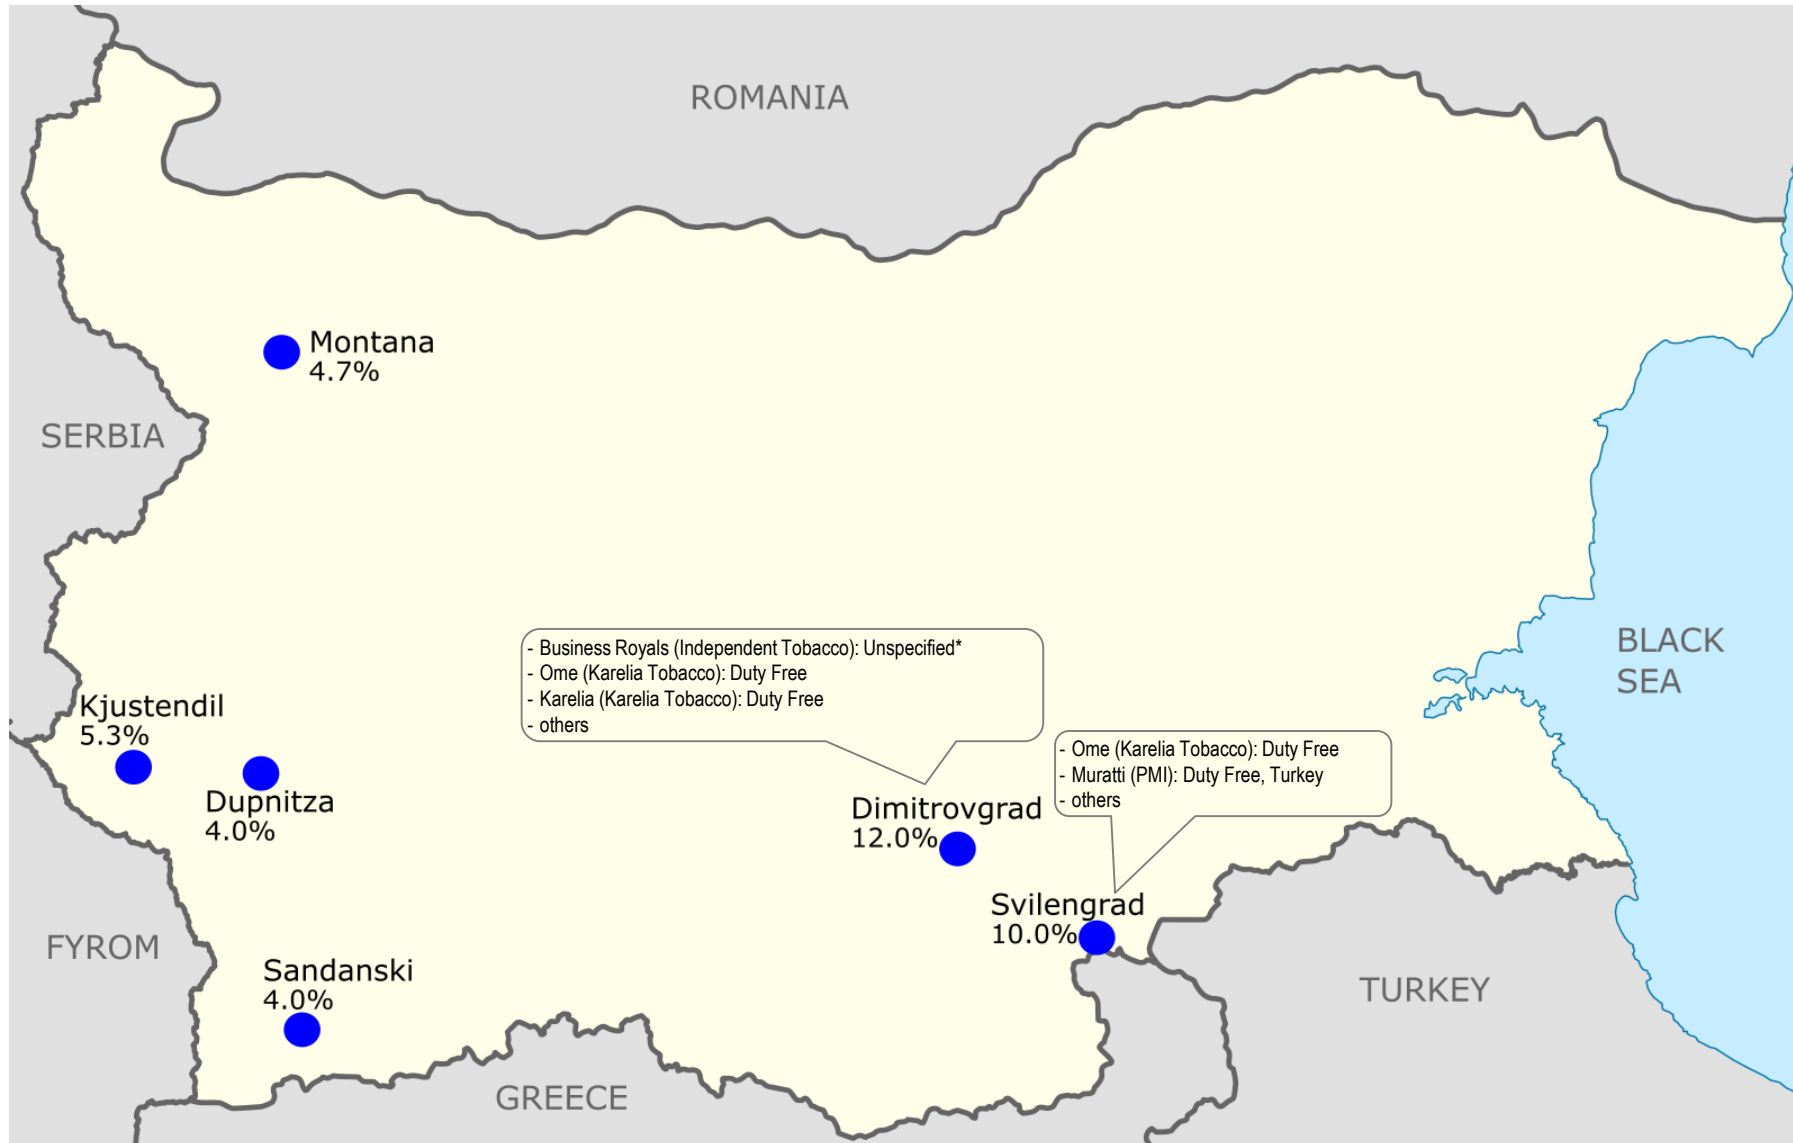 ROMANIA
Montana
4.7%
SERBIA
- Business Royals (Independent Tobacco): Unspecified*
- Ome (Karelia Tobacco): Duty Free
- Karelia (Karelia Tobacco): Duty Free
- others
BLACK
SEA
Kjustendil
5.3%
- Ome (Karelia Tobacco): Duty Free
- Muratti (PMI): Duty Free, Turkey
- others
Dupnitza
4.0%
Dimitrovgrad
12.0%
Svilengrad
10.0%
FYROM
Sandanski
4.0%
TURKEY
GREECE